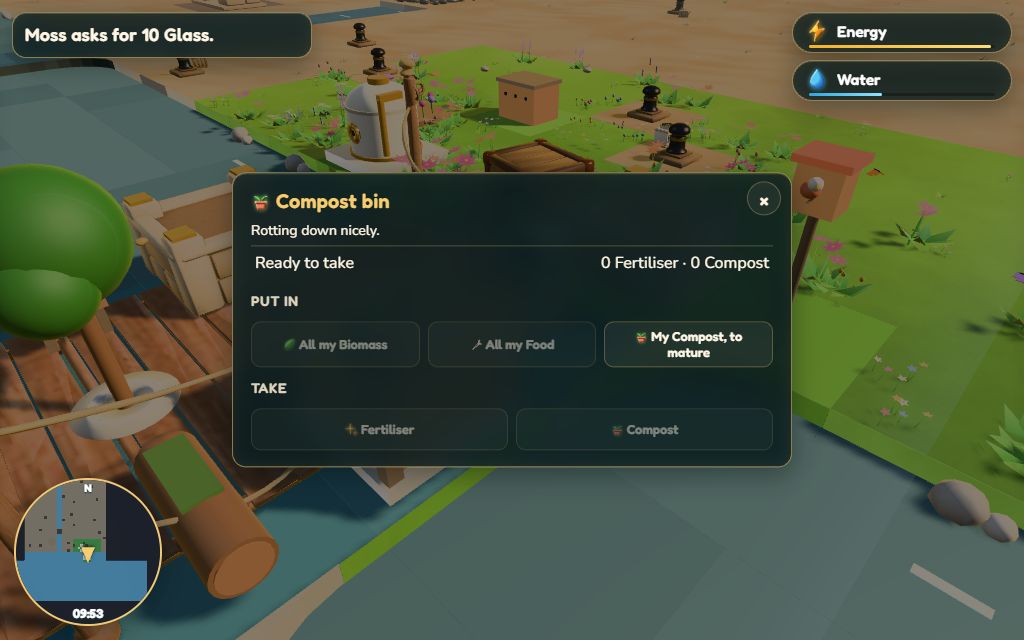 Moss asks for 10 Glass.
Energy
Water
Compost bin
Rotting down nicely.
Ready to take
0 Fertiliser · 0 Compost
PUT IN
All my Biomass
All my Food
My Compost, to
mature
TAKE
Fertiliser
Compost
N
09:53